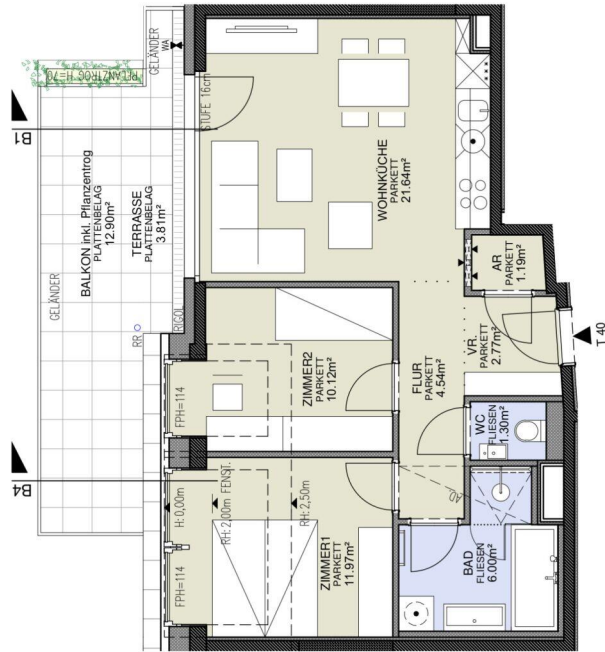 GELÄNDER
WA
PFLANZTROG H=70
B1
STUFE 16cm
BALKON inkl. Pflanzentrog
PLATTENBELAG
12.90m²
TERRASSE
PLATTENBELAG
3.81m²
WOHNKÜCHE
PARKETT
21.64m²
GELÄNDER
RR
RIGOL
AR
PARKETT
1.19m²
VR.
PARKETT
2.77m²
T 40
FLUR
PARKETT
4.54m²
ZIMMER2
PARKETT
10.12m²
FPH=114
WC
FLIESEN
1.30m²
B4
H: 0,00m
RH: 2,00m FENST.
RH: 2,50m
FPH=114
ZIMMER1
PARKETT
11.97m²
AD
BAD
FLIESEN
6.00m²